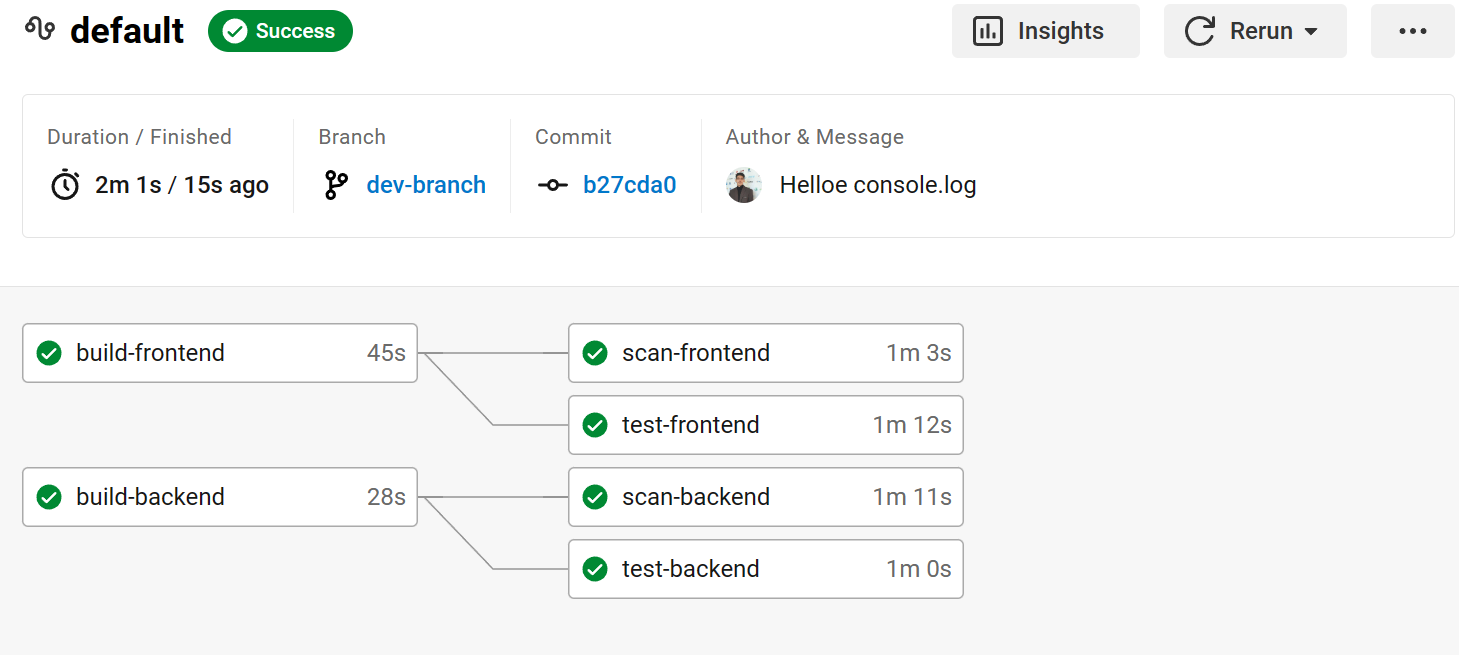 default Success Insights Rerun
Duration / Finished Branch Commit Author & Message
2m 1s / 15s ago dev-branch b27cda0 Helloe console.log
build-frontend 45s scan-frontend 1m 3s
test-frontend 1m 12s
build-backend 28s scan-backend 1m 11s
test-backend 1m 0s